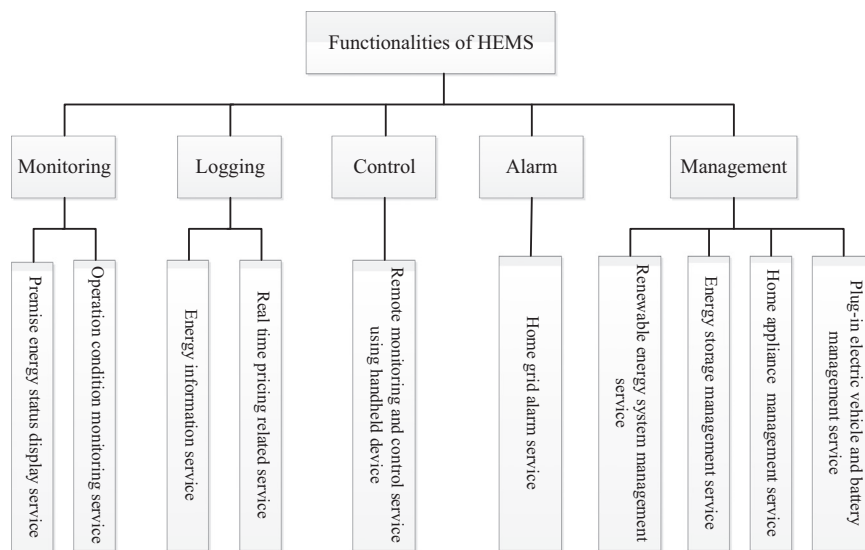 Functionalities of HEMS
Monitoring
Logging
Control
Alarm
Management
Premise energy status display service
Operation condition monitoring service
Energy information service
Real time pricing related service
Remote monitoring and control service
using handheld device
Home grid alarm service
Renewable energy system management
service
Energy storage management service
Home appliance management service
Plug-in electric vehicle and battery
management service